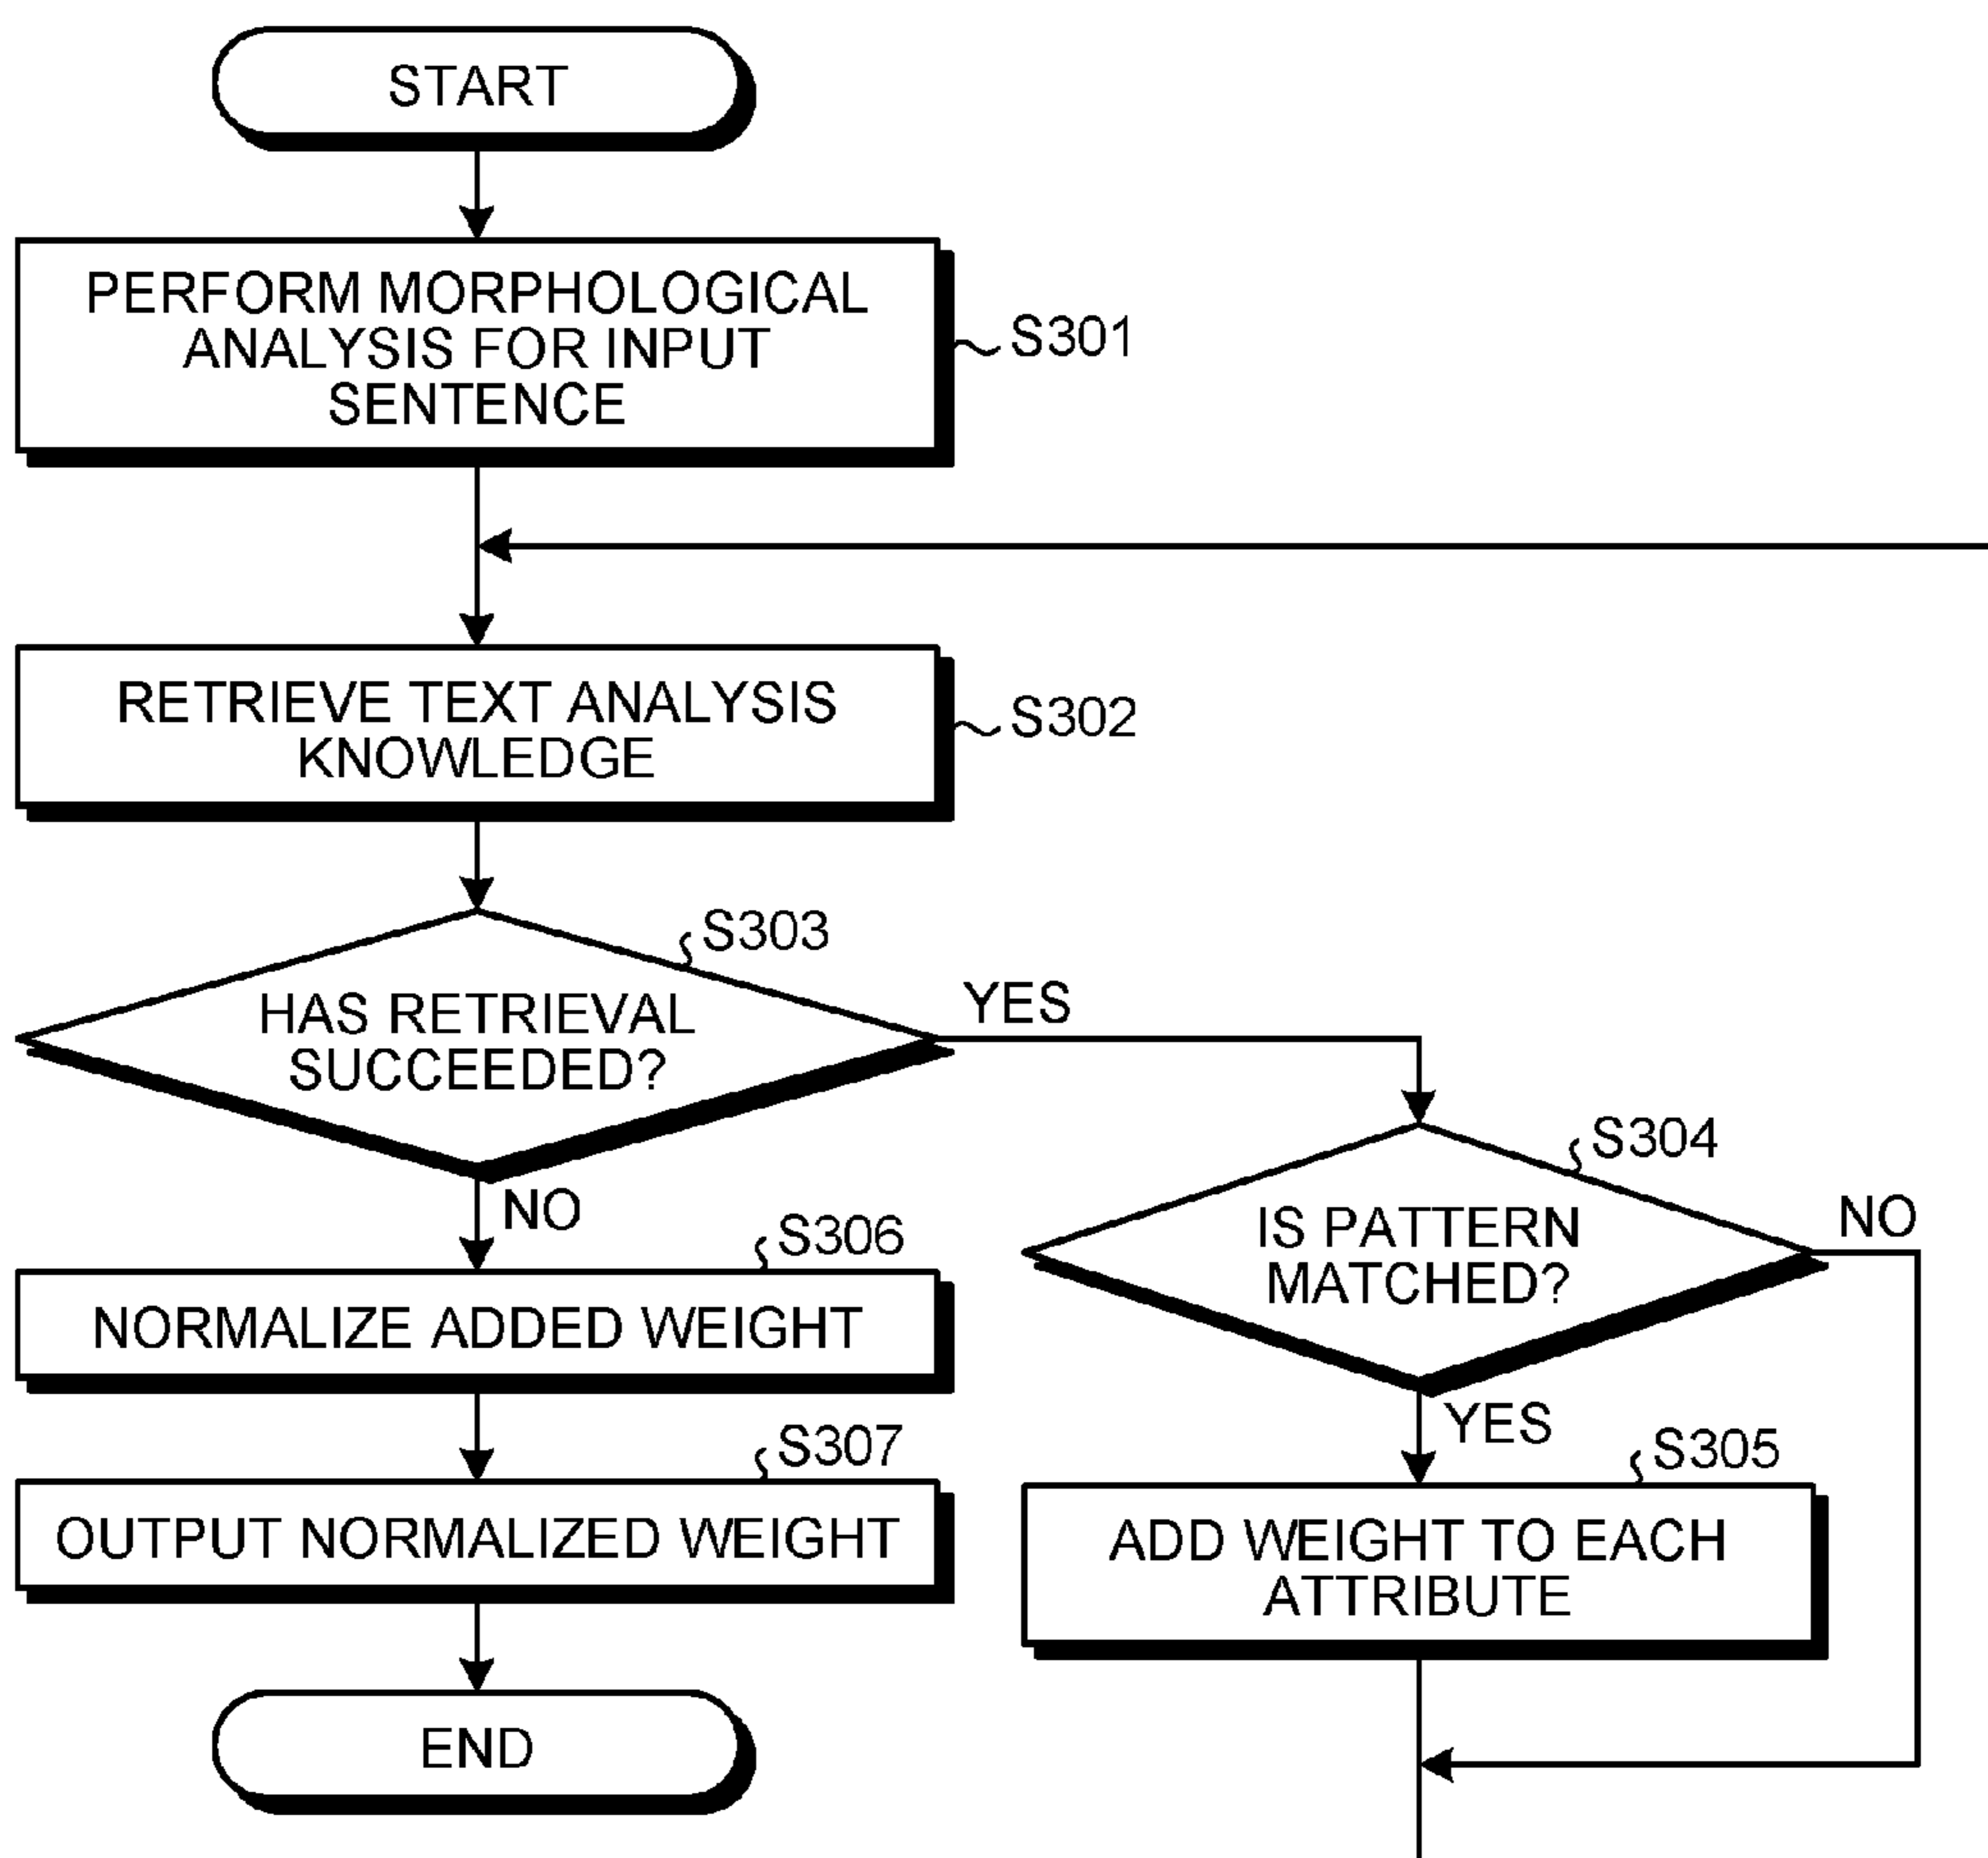 START
PERFORM MORPHOLOGICAL
ANALYSIS FOR INPUT
SENTENCE
S301
RETRIEVE TEXT ANALYSIS
KNOWLEDGE
S302
S303
HAS RETRIEVAL
SUCCEEDED?
YES
NO
S304
IS PATTERN
MATCHED?
NO
YES
S305
ADD WEIGHT TO EACH
ATTRIBUTE
S306
NORMALIZE ADDED WEIGHT
S307
OUTPUT NORMALIZED WEIGHT
END